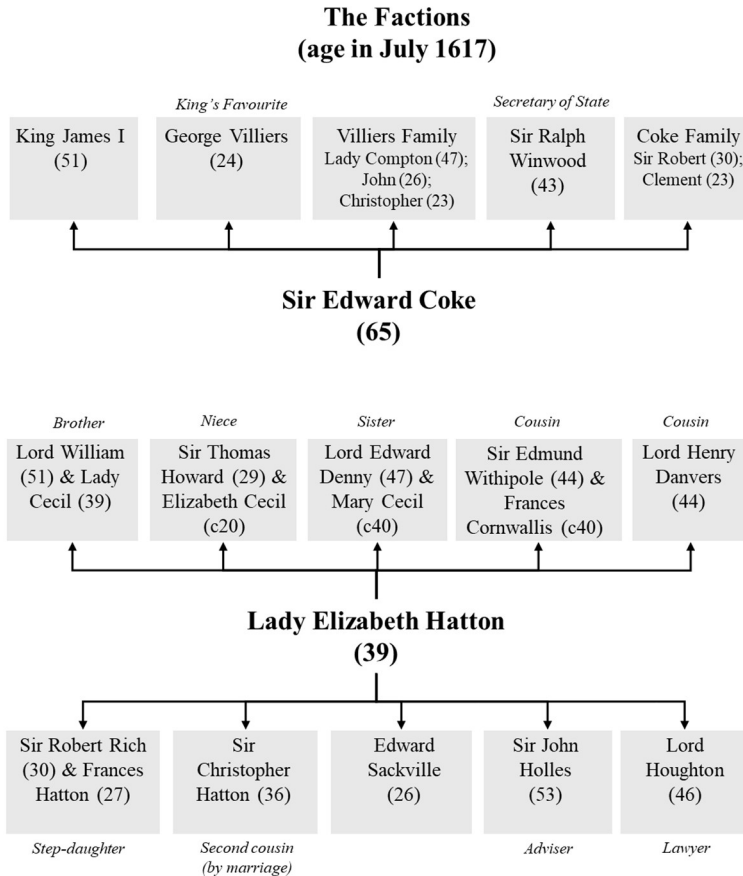 The Factions
(age in July 1617)
King's Favourite
Secretary of State
King James I
(51)
George Villiers
(24)
Villiers Family
Lady Compton (47);
John (26);
Christopher (23)
Sir Ralph
Winwood
(43)
Coke Family
Sir Robert (30);
Clement (23)
Sir Edward Coke
(65)
Brother
Niece
Sister
Cousin
Cousin
Lord William
(51) & Lady
Cecil (39)
Sir Thomas
Howard (29) &
Elizabeth Cecil
(c20)
Lord Edward
Denny (47) &
Mary Cecil
(c40)
Sir Edmund
Withipole (44) &
Frances
Cornwallis (c40)
Lord Henry
Danvers
(44)
Lady Elizabeth Hatton
(39)
Sir Robert Rich
(30) & Frances
Hatton (27)
Sir
Christopher
Hatton (36)
Edward
Sackville
(26)
Sir John
Holles
(53)
Lord
Houghton
(46)
Step-daughter
Second cousin
(by marriage)
Adviser
Lawyer